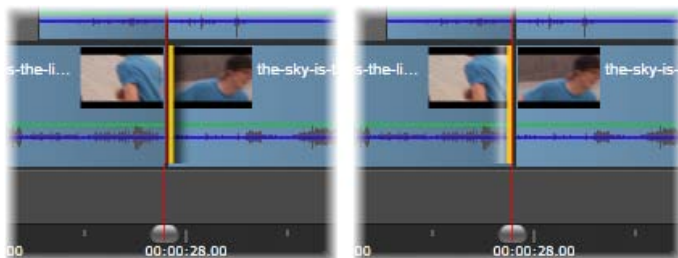 s-the-li... the-sky-is-t
00 00:00:28.00
s-the-li... the-sky-is-
00 00:00:28.00